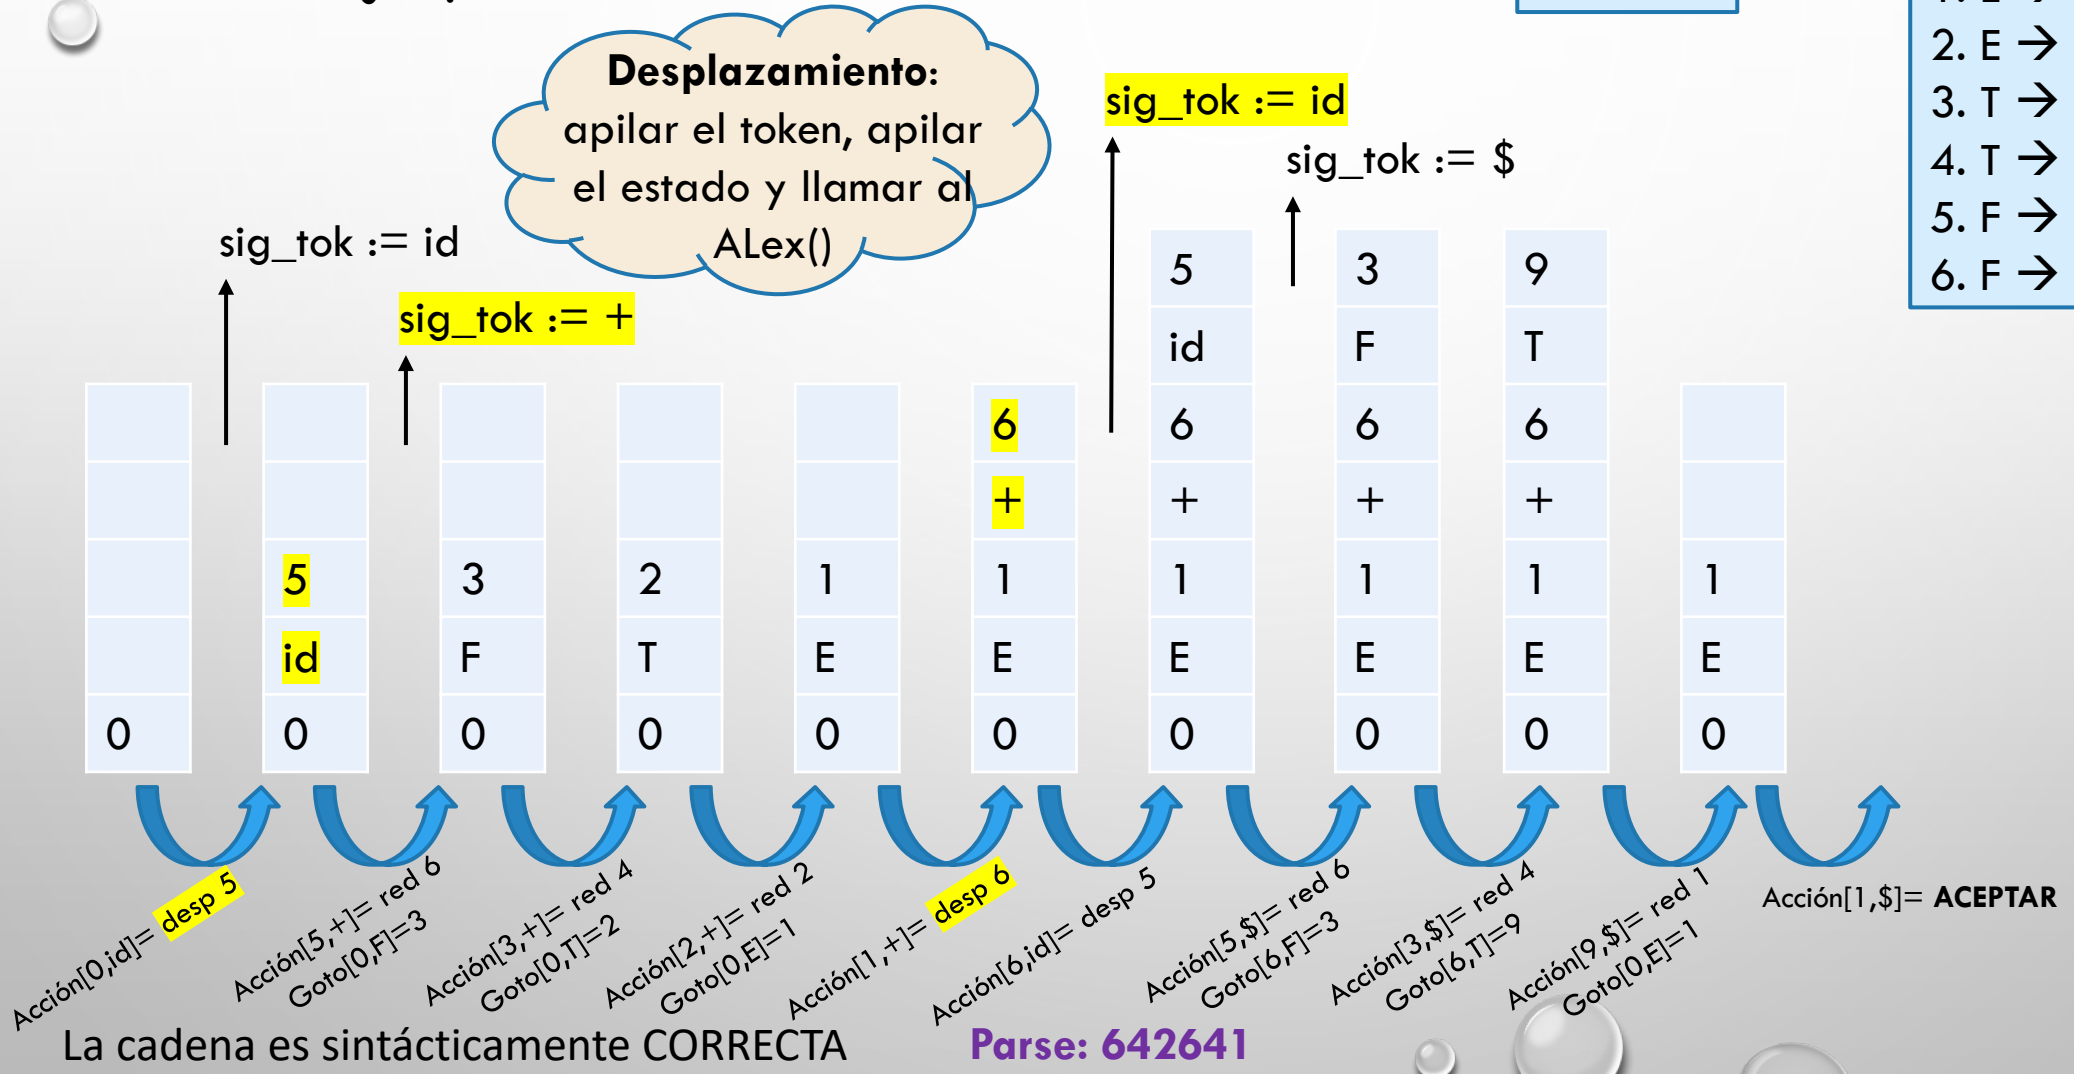 Desplazamiento:
apilar el token, apilar
el estado y llamar al
ALex()
sig_tok := id
sig_tok := $
2. E →
3. T →
4. T →
5. F →
6. F →
sig_tok := id
sig_tok := +
5 3 9
id F T
6 6 6 6
+ + + +
5 3 2 1 1 1 1 1 1
id F T E E E E E E
0 0 0 0 0 0 0 0 0 0
Acción[0,id]= desp 5
Acción[5,+]= red 6
Goto[0,F]=3
Acción[3,+]= red 4
Goto[0,T]=2
Acción[2,+]= red 2
Goto[0,E]=1
Acción[1,+]= desp 6
Acción[6,id]= desp 5
Acción[5,$]= red 6
Goto[6,F]=3
Acción[3,$]= red 4
Goto[6,T]=9
Acción[9,$]= red 1
Goto[0,E]=1
Acción[1,$]= ACEPTAR
La cadena es sintácticamente CORRECTA
Parse: 642641